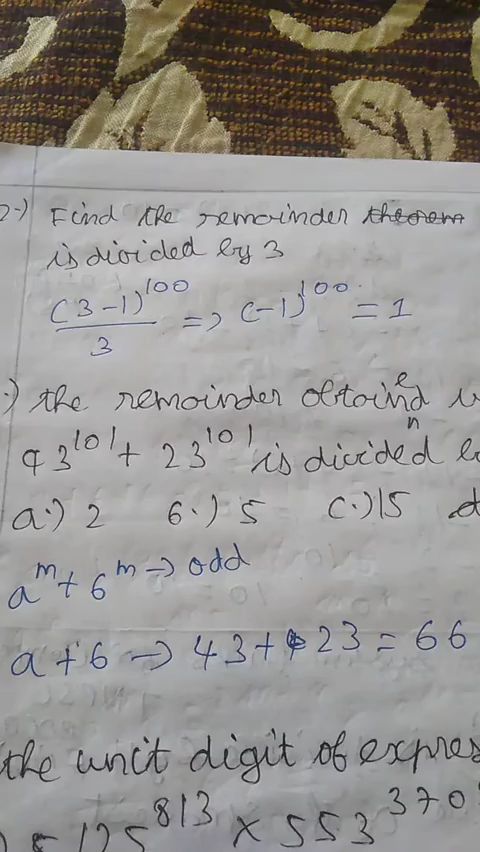 2.) Find the remainder theorem
is divided by 3
(3-1)^100 / 3 => (-1)^100 = 1
.) the remainder obtained
43^101 + 23^101 is divided
a.) 2 b.) 5 c.) 15
a^m + b^m -> odd
a + b -> 43 + 23 = 66
the unit digit of expres
5125^813 x 553^370